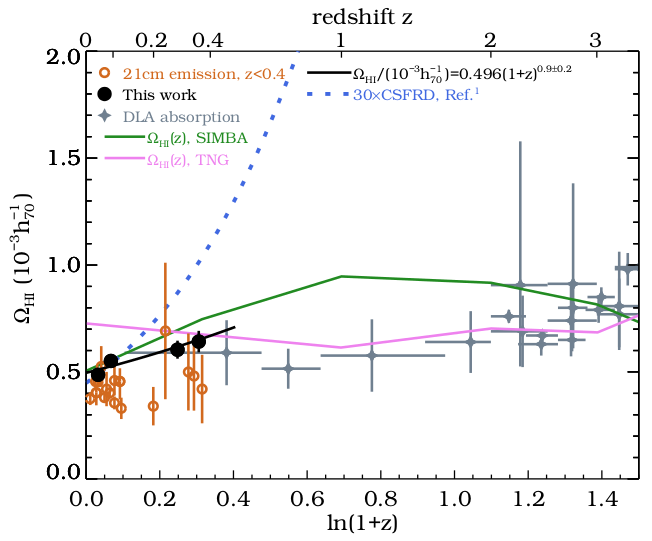 redshift z
0 0.2 0.4 1 2 3
2.0
21cm emission, z<0.4
This work
DLA absorption
Ω_HI(z), SIMBA
Ω_HI(z), TNG
Ω_HI/(10⁻³h₇₀⁻¹)=0.496(1+z)^0.9±0.2
30×CSFRD, Ref.¹
1.5
1.0
0.5
0.0
Ω_HI (10⁻³h₇₀⁻¹)
0.0 0.2 0.4 0.6 0.8 1.0 1.2 1.4
ln(1+z)